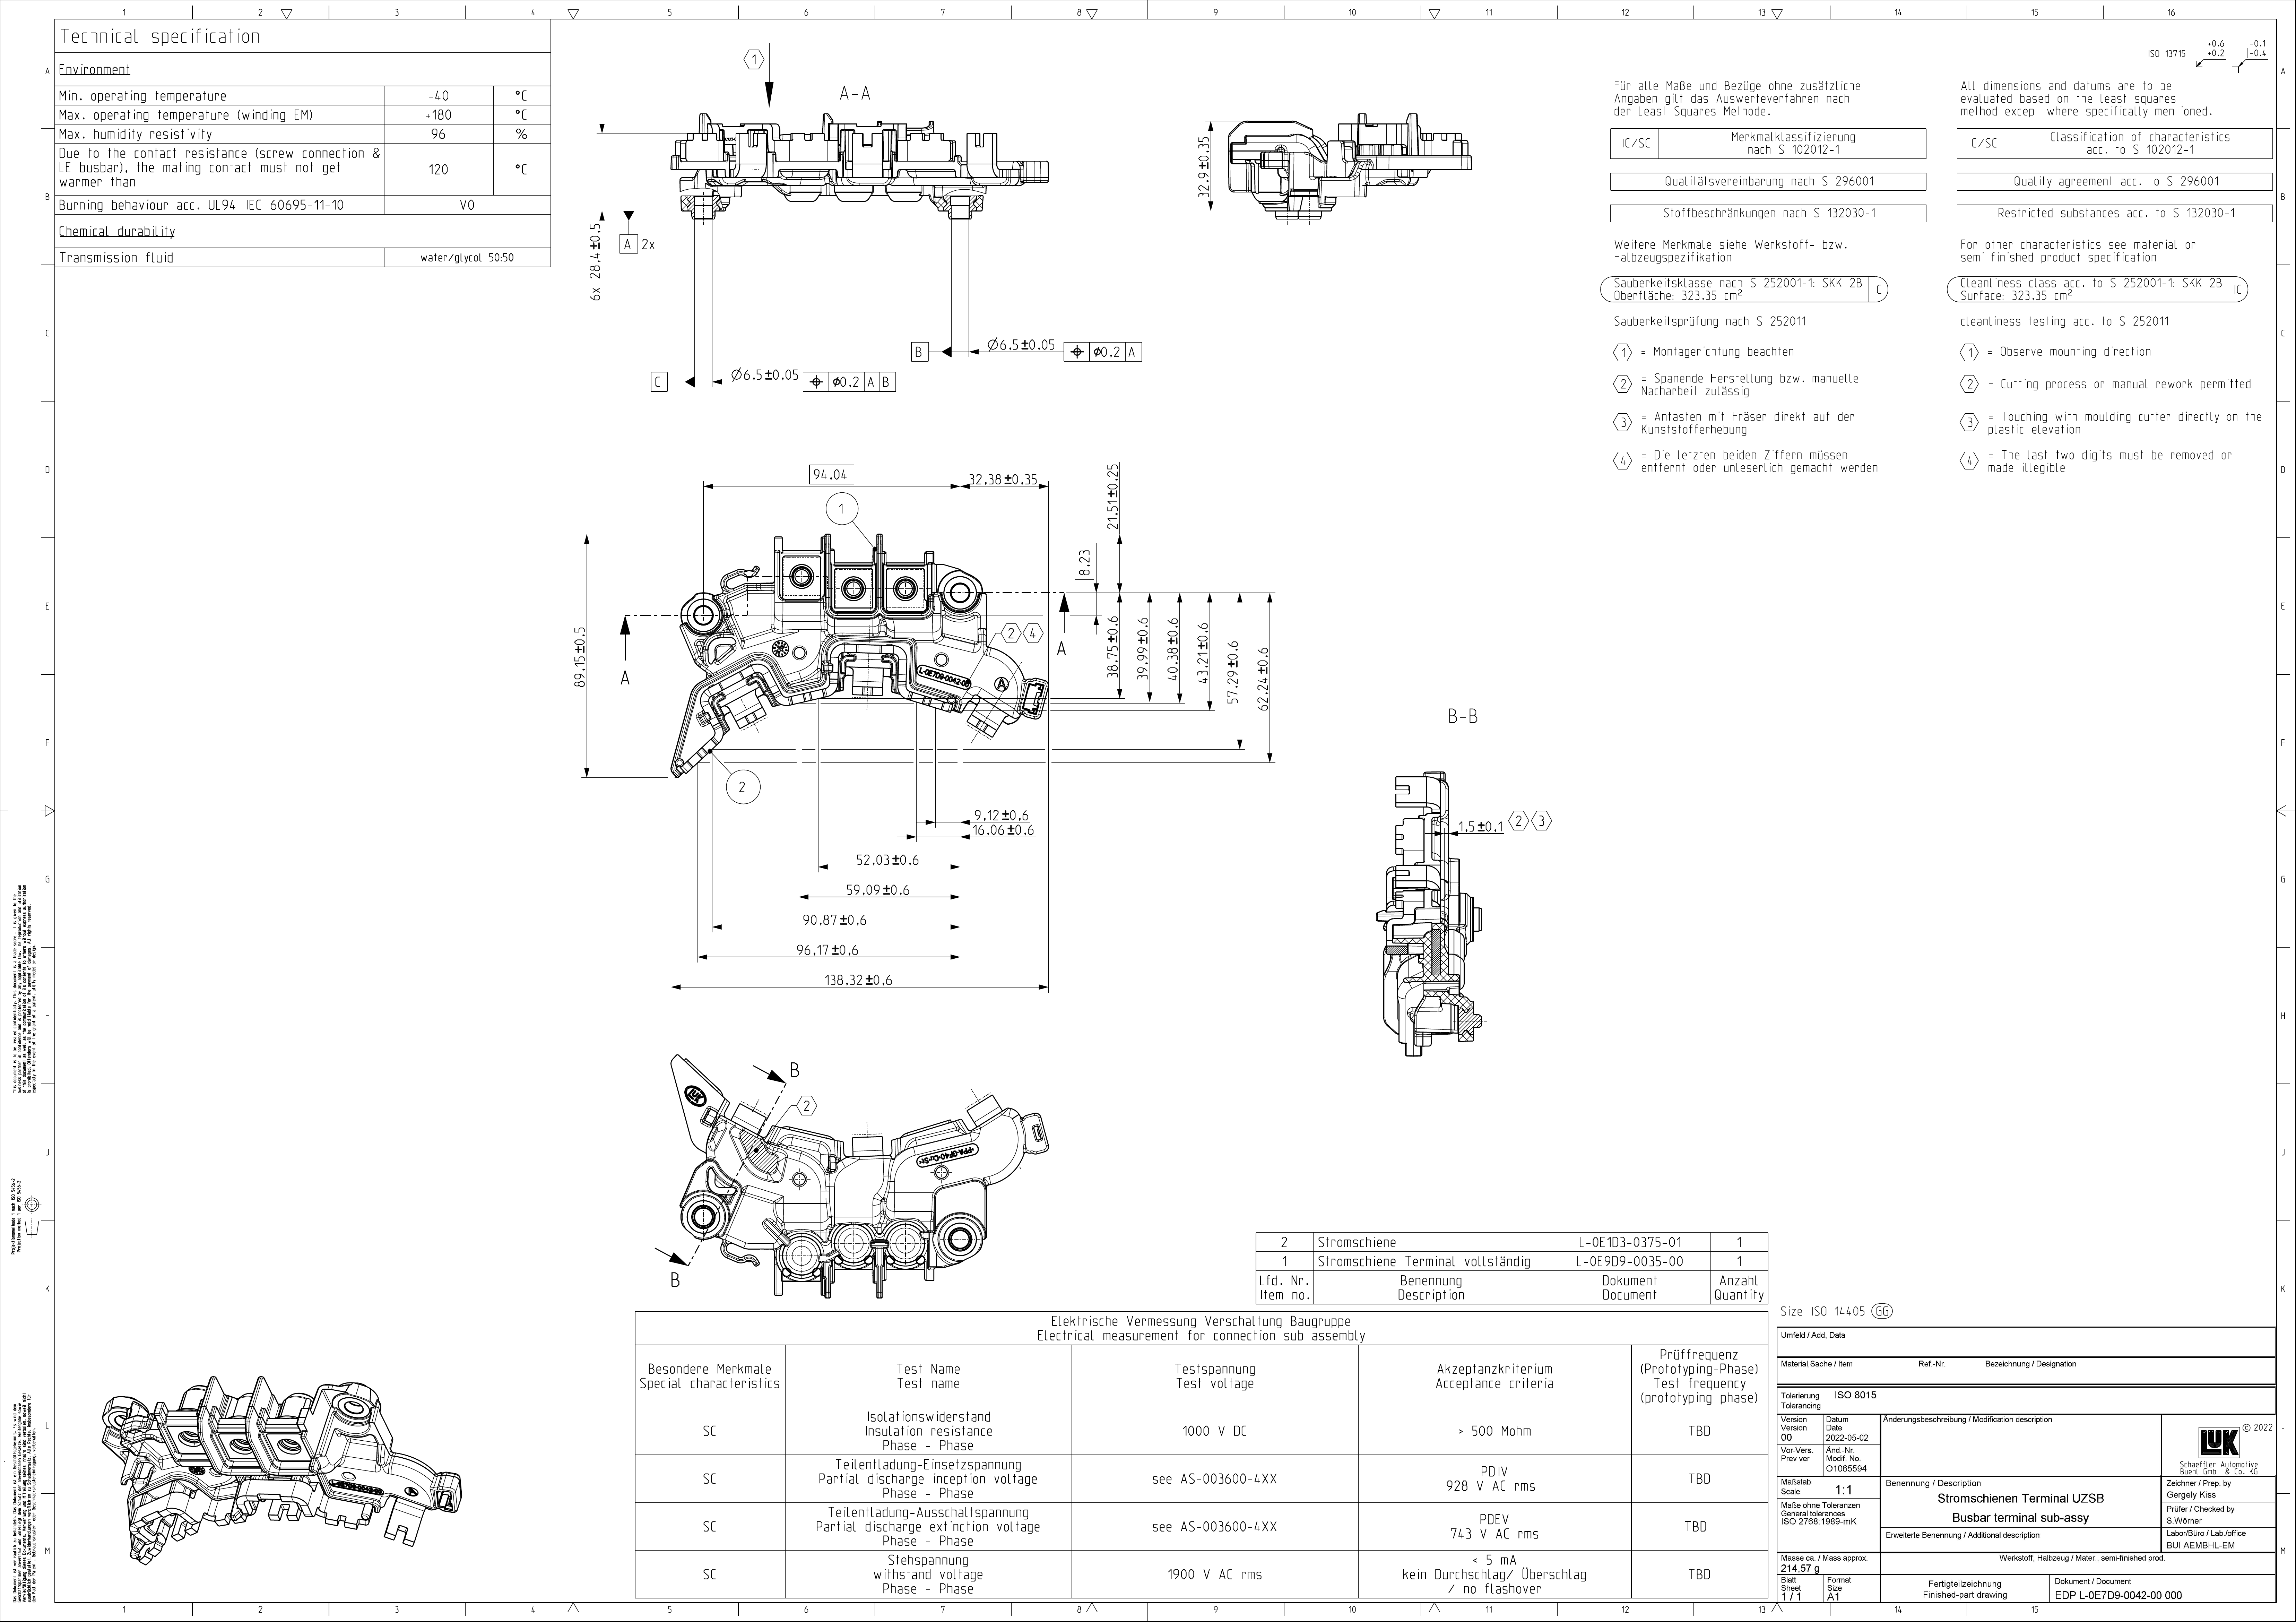 Technical specification
Environment
Min. operating temperature -40 °C
Max. operating temperature (winding EM) +180 °C
Max. humidity resistivity 96 %
Due to the contact resistance (screw connection &
LE busbar), the mating contact must not get 120 °C
warmer than
Burning behaviour acc. UL94 IEC 60695-11-10 V0
Chemical durability
Transmission fluid water/glycol 50:50
1
A-A
6x 28.4±0.5
A 2x
B
Ø6.5±0.05
⌀0.2 A
C
Ø6.5±0.05
⌀0.2 A B
32.9±0.35
ISO 13715 +0.6 +0.2 -0.1 -0.4
Für alle Maße und Bezüge ohne zusätzliche
Angaben gilt das Auswerteverfahren nach
der Least Squares Methode.
IC/SC Merkmalklassifizierung
nach S 102012-1
Qualitätsvereinbarung nach S 296001
Stoffbeschränkungen nach S 132030-1
Weitere Merkmale siehe Werkstoff- bzw.
Halbzeugspezifikation
Sauberkeitsklasse nach S 252001-1: SKK 2B IC
Oberfläche: 323.35 cm²
Sauberkeitsprüfung nach S 252011
1 = Montagerichtung beachten
2 = Spanende Herstellung bzw. manuelle
Nacharbeit zulässig
3 = Antasten mit Fräser direkt auf der
Kunststofferhebung
4 = Die letzten beiden Ziffern müssen
entfernt oder unleserlich gemacht werden
All dimensions and datums are to be
evaluated based on the least squares
method except where specifically mentioned.
IC/SC Classification of characteristics
acc. to S 102012-1
Quality agreement acc. to S 296001
Restricted substances acc. to S 132030-1
For other characteristics see material or
semi-finished product specification
Cleanliness class acc. to S 252001-1: SKK 2B IC
Surface: 323.35 cm²
cleanliness testing acc. to S 252011
1 = Observe mounting direction
2 = Cutting process or manual rework permitted
3 = Touching with moulding cutter directly on the
plastic elevation
4 = The last two digits must be removed or
made illegible
94.04
32.38±0.35
21.51±0.25
8.23
1
89.15±0.5
A
A
2 4
L-0E7D9-0042-00
A
38.75±0.6
39.99±0.6
40.38±0.6
43.21±0.6
57.29±0.6
62.24±0.6
2
9.12±0.6
16.06±0.6
52.03±0.6
59.09±0.6
90.87±0.6
96.17±0.6
138.32±0.6
B-B
1.5±0.1 2 3
B
2
LUK
>PPA-GF40-Cu-St<
B
2 Stromschiene L-0E1D3-0375-01 1
1 Stromschiene Terminal vollständig L-0E9D9-0035-00 1
Lfd. Nr. Benennung Dokument Anzahl
Item no. Description Document Quantity
Elektrische Vermessung Verschaltung Baugruppe
Electrical measurement for connection sub assembly
Besondere Merkmale
Special characteristics
Test Name
Test name
Testspannung
Test voltage
Akzeptanzkriterium
Acceptance criteria
Prüffrequenz
(Prototyping-Phase)
Test frequency
(prototyping phase)
SC
Isolationswiderstand
Insulation resistance
Phase - Phase
1000 V DC
> 500 Mohm
TBD
SC
Teilentladung-Einsetzspannung
Partial discharge inception voltage
Phase - Phase
see AS-003600-4XX
PDIV
928 V AC rms
TBD
SC
Teilentladung-Ausschaltspannung
Partial discharge extinction voltage
Phase - Phase
see AS-003600-4XX
PDEV
743 V AC rms
TBD
SC
Stehspannung
withstand voltage
Phase - Phase
1900 V AC rms
< 5 mA
kein Durchschlag/ Überschlag
/ no flashover
TBD
Size ISO 14405 GG
Umfeld / Add, Data
Material,Sache / Item Ref.-Nr. Bezeichnung / Designation
Tolerierung ISO 8015
Tolerancing
Version
Version
00
Datum
Date
2022-05-02
Änderungsbeschreibung / Modification description
Vor-Vers.
Prev ver
Änd.-Nr.
Modif. No.
O1065594
LUK
© 2022
Schaeffler Automotive
Buehl GmbH & Co. KG
Maßstab
Scale 1:1
Maße ohne Toleranzen
General tolerances
ISO 2768:1989-mK
Benennung / Description
Stromschienen Terminal UZSB
Busbar terminal sub-assy
Erweiterte Benennung / Additional description
Zeichner / Prep. by
Gergely Kiss
Prüfer / Checked by
S.Wörner
Labor/Büro / Lab./office
BUI AEMBHL-EM
Masse ca. / Mass approx.
214,57 g
Werkstoff, Halbzeug / Mater., semi-finished prod.
Blatt
Sheet
1 / 1
Format
Size
A1
Fertigteilzeichnung
Finished-part drawing
Dokument / Document
EDP L-0E7D9-0042-00 000
Projektionsmethode 1 nach ISO 5456-2
Projection method 1 per ISO 5456-2